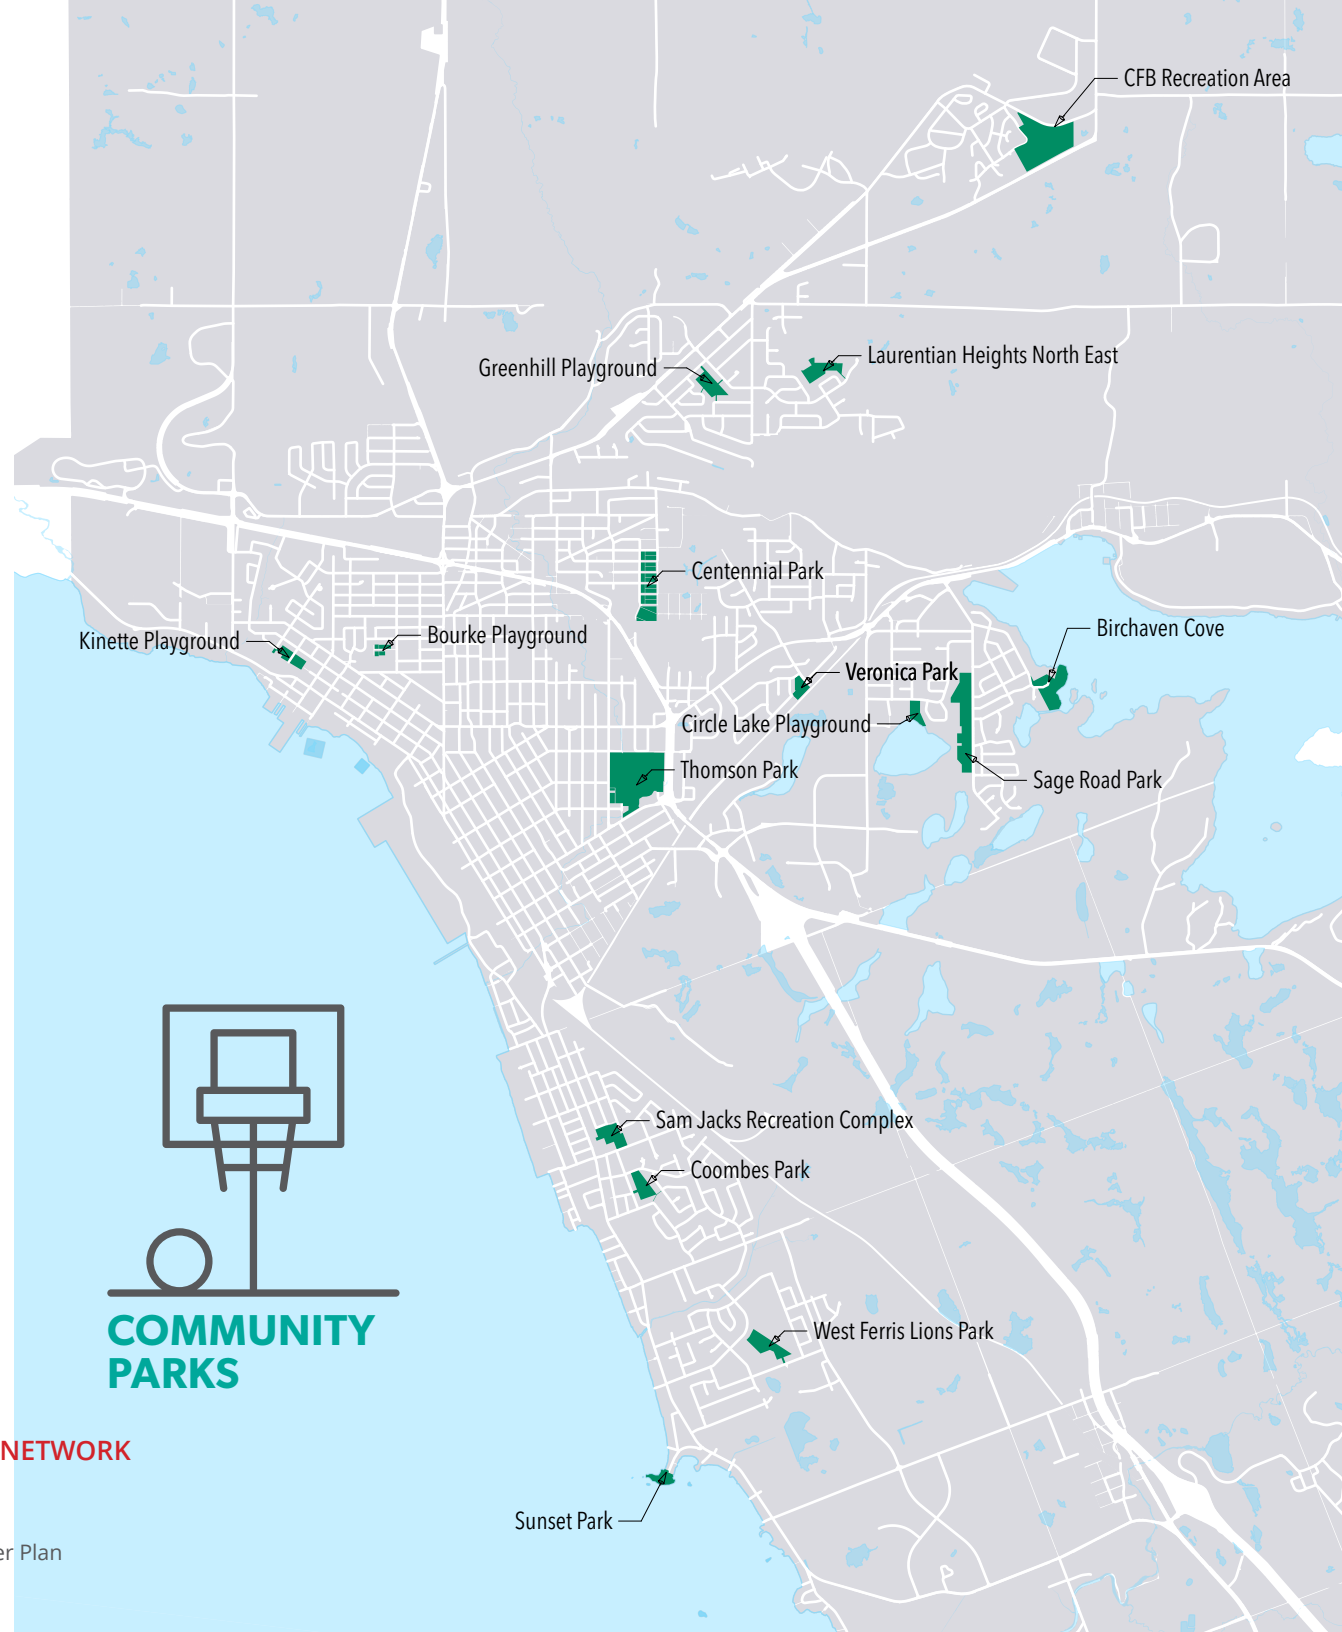 CFB Recreation Area
Laurentian Heights North East
Greenhill Playground
Centennial Park
Birchaven Cove
Bourke Playground
Kinette Playground
Veronica Park
Circle Lake Playground
Thomson Park
Sage Road Park
Sam Jacks Recreation Complex
Coombes Park
COMMUNITY
PARKS
West Ferris Lions Park
NETWORK
Sunset Park
er Plan